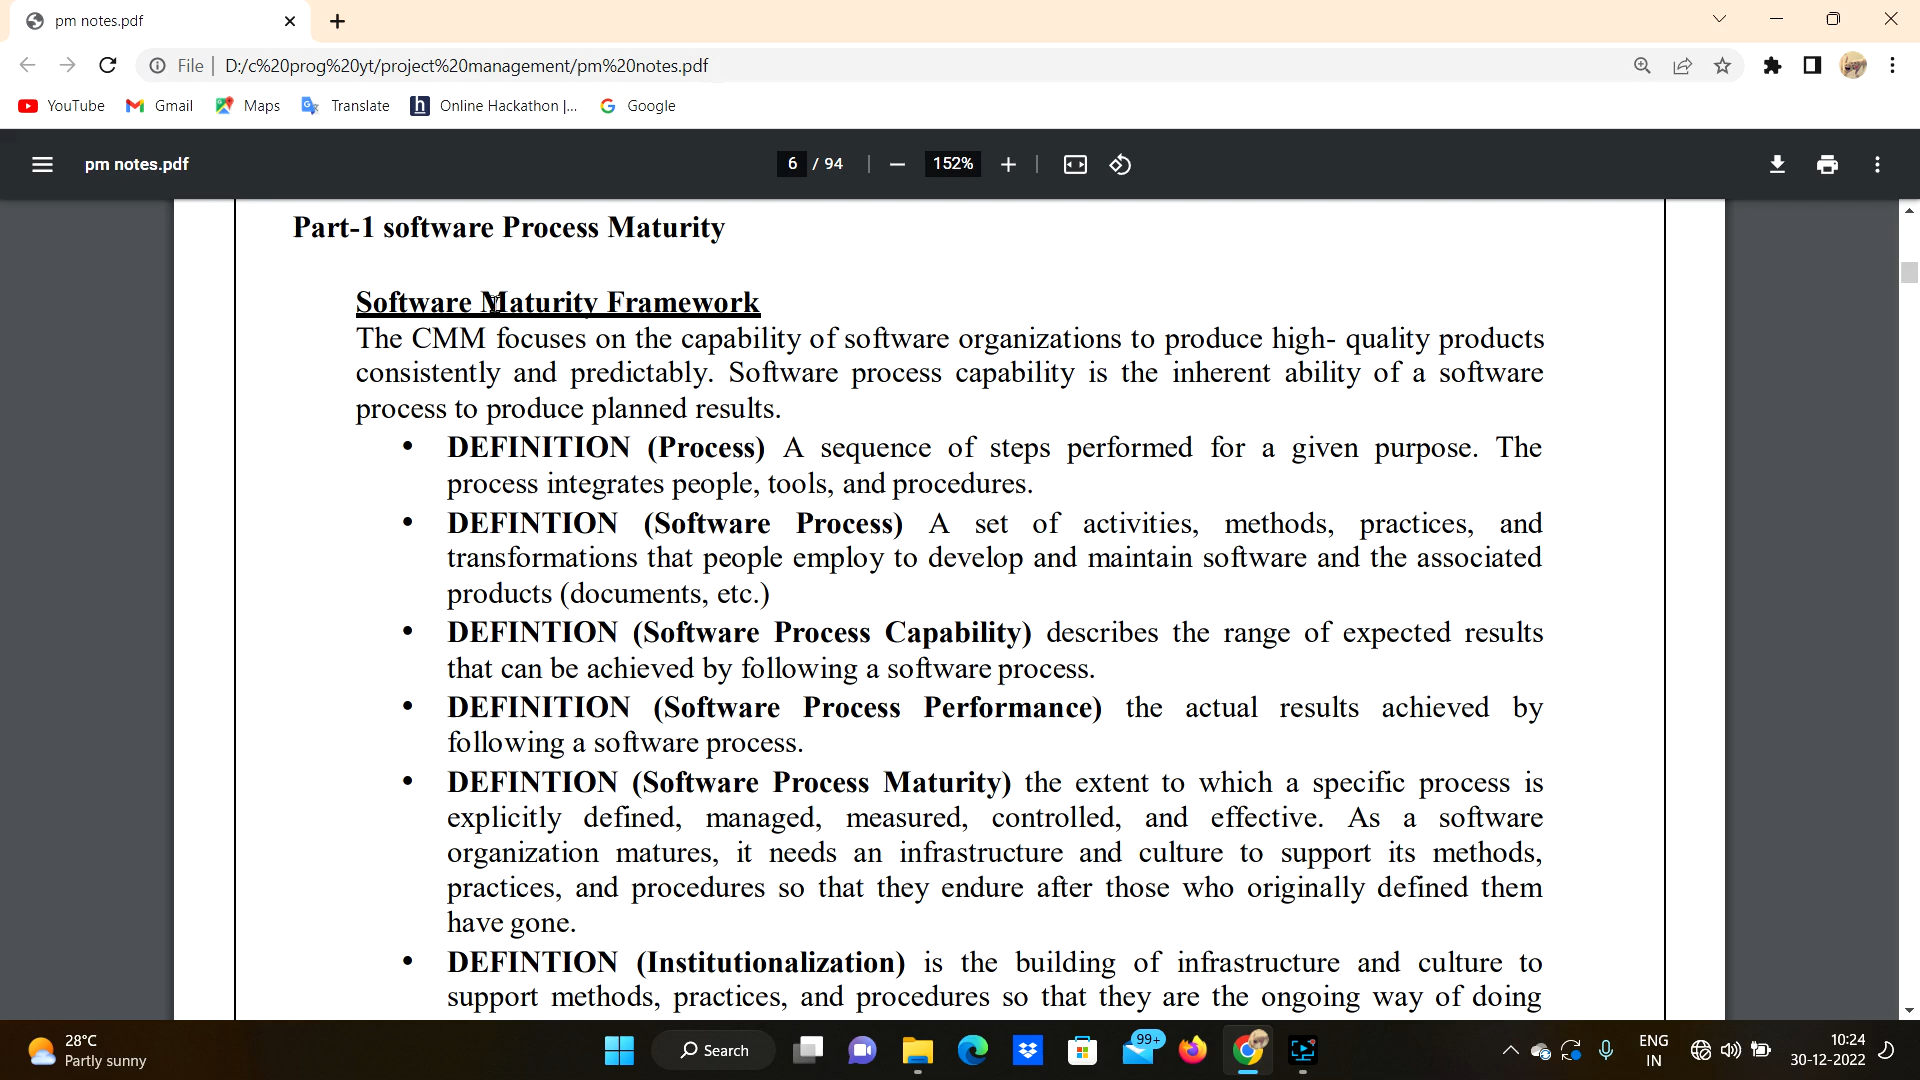 pm notes.pdf
File | D:/c%20prog%20yt/project%20management/pm%20notes.pdf
YouTube Gmail Maps Translate Online Hackathon |... Google
pm notes.pdf 6 / 94 152%
Part-1 software Process Maturity
Software Maturity Framework
The CMM focuses on the capability of software organizations to produce high- quality products
consistently and predictably. Software process capability is the inherent ability of a software
process to produce planned results.
• DEFINITION (Process) A sequence of steps performed for a given purpose. The
process integrates people, tools, and procedures.
• DEFINTION (Software Process) A set of activities, methods, practices, and
transformations that people employ to develop and maintain software and the associated
products (documents, etc.)
• DEFINTION (Software Process Capability) describes the range of expected results
that can be achieved by following a software process.
• DEFINITION (Software Process Performance) the actual results achieved by
following a software process.
• DEFINTION (Software Process Maturity) the extent to which a specific process is
explicitly defined, managed, measured, controlled, and effective. As a software
organization matures, it needs an infrastructure and culture to support its methods,
practices, and procedures so that they endure after those who originally defined them
have gone.
• DEFINTION (Institutionalization) is the building of infrastructure and culture to
support methods, practices, and procedures so that they are the ongoing way of doing
28°C
Partly sunny
Search
99+
ENG
IN
10:24
30-12-2022